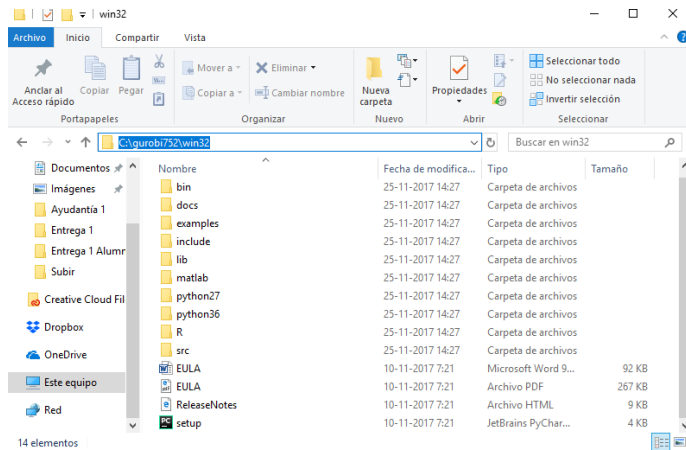 win32
Archivo Inicio Compartir Vista
Anclar al Acceso rápido
Copiar
Pegar
Portapapeles
Mover a
Copiar a
Eliminar
Cambiar nombre
Organizar
Nueva carpeta
Nuevo
Propiedades
Abrir
Seleccionar todo
No seleccionar nada
Invertir selección
Seleccionar
C:\gurobi752\win32
Buscar en win32
Documentos
Imágenes
Ayudantía 1
Entrega 1
Entrega 1 Alumr
Subir
Creative Cloud Fil
Dropbox
OneDrive
Este equipo
Red
Nombre Fecha de modifica... Tipo Tamaño
bin 25-11-2017 14:27 Carpeta de archivos
docs 25-11-2017 14:27 Carpeta de archivos
examples 25-11-2017 14:27 Carpeta de archivos
include 25-11-2017 14:27 Carpeta de archivos
lib 25-11-2017 14:27 Carpeta de archivos
matlab 25-11-2017 14:27 Carpeta de archivos
python27 25-11-2017 14:27 Carpeta de archivos
python36 25-11-2017 14:27 Carpeta de archivos
R 25-11-2017 14:27 Carpeta de archivos
src 25-11-2017 14:27 Carpeta de archivos
EULA 10-11-2017 7:21 Microsoft Word 9... 92 KB
EULA 10-11-2017 7:21 Archivo PDF 267 KB
ReleaseNotes 10-11-2017 7:21 Archivo HTML 9 KB
setup 10-11-2017 7:21 JetBrains PyChar... 4 KB
14 elementos